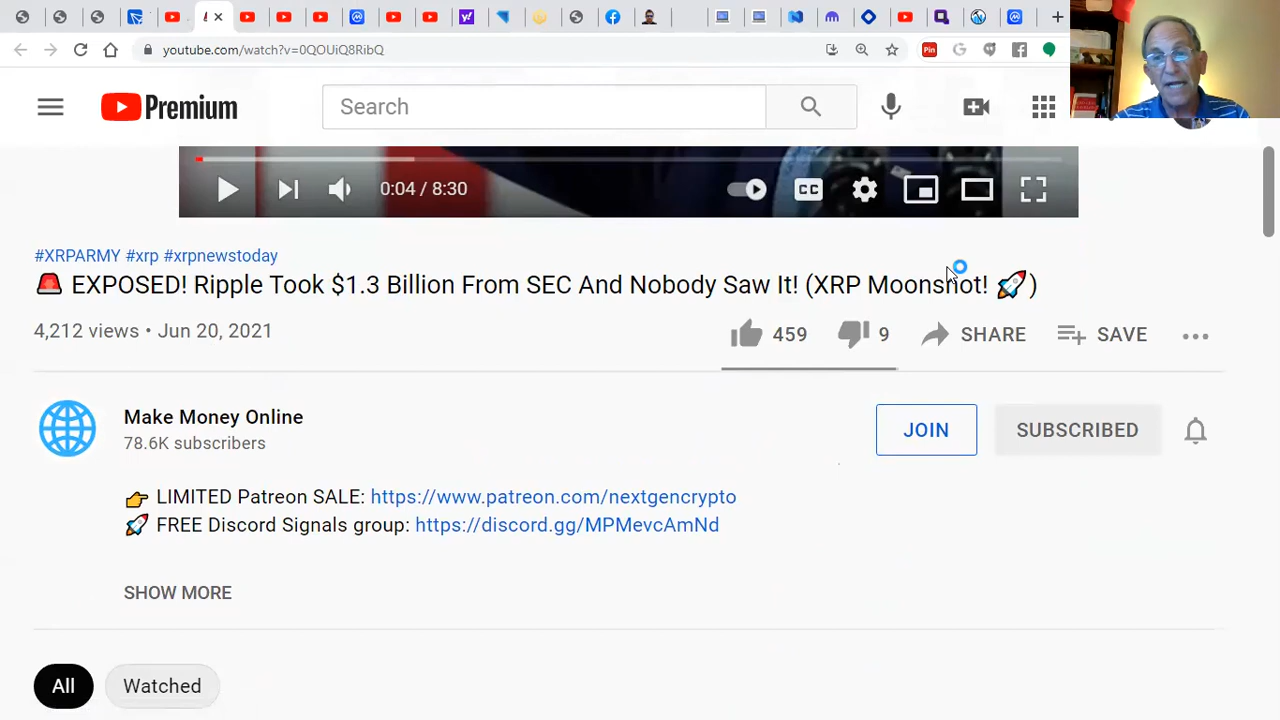 youtube.com/watch?v=0QOUiQ8RibQ
Pin
Premium
Search
0:04 / 8:30
CC
#XRPARMY #xrp #xrpnewstoday
🚨 EXPOSED! Ripple Took $1.3 Billion From SEC And Nobody Saw It! (XRP Moonshot! 🚀)
4,212 views • Jun 20, 2021
459
9
SHARE
SAVE
Make Money Online
78.6K subscribers
JOIN
SUBSCRIBED
👉 LIMITED Patreon SALE: https://www.patreon.com/nextgencrypto
🚀 FREE Discord Signals group: https://discord.gg/MPMevcAmNd
SHOW MORE
All
Watched